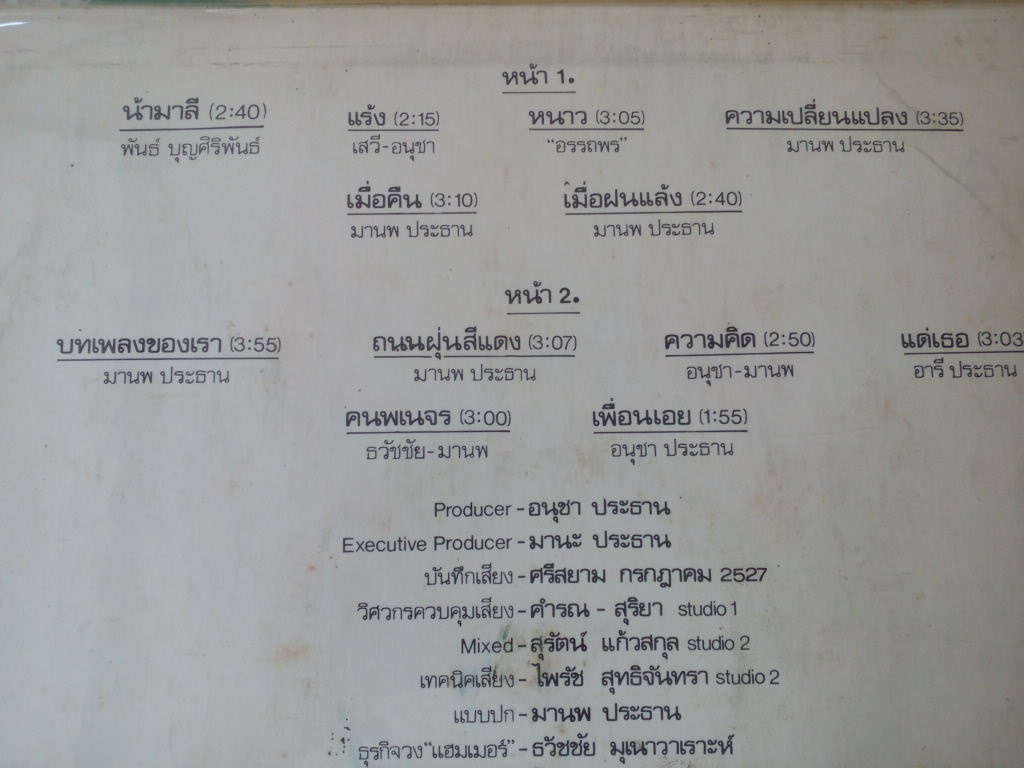 หน้า 1.
น้ามาลี (2:40) แร้ง (2:15) หนาว (3:05) ความเปลี่ยนแปลง (3:35)
พันธ์ บุญศิริพันธ์ เสวี-อนุชา "อรรถพร" มานพ ประธาน
เมื่อคืน (3:10) เมื่อฝนแล้ง (2:40)
มานพ ประธาน มานพ ประธาน
หน้า 2.
บทเพลงของเรา (3:55) ถนนฝุ่นสีแดง (3:07) ความคิด (2:50) แด่เธอ (3:03
มานพ ประธาน มานพ ประธาน อนุชา-มานพ อารี ประธาน
คนพเนจร (3:00) เพื่อนเอย (1:55)
ธวัชชัย-มานพ อนุชา ประธาน
Producer - อนุชา ประธาน
Executive Producer - มานะ ประธาน
บันทึกเสียง - ศรีสยาม กรกฎาคม 2527
วิศวกรควบคุมเสียง - คำรณ - สุริยา studio 1
Mixed - สุรัตน์ แก้วสกุล studio 2
เทคนิคเสียง - ไพรัช สุทธิจันทรา studio 2
แบบปก - มานพ ประธาน
ธุรกิจวง "แฮมเมอร์" - ธวัชชัย มุเนาวาเราะห์